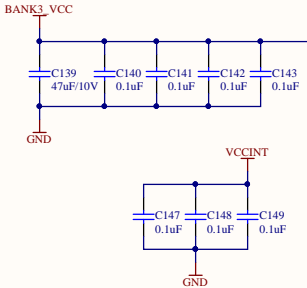 BANK3_VCC
C139 C140 C141 C142 C143
47uF/10V 0.1uF 0.1uF 0.1uF 0.1uF
GND
VCCINT
C147 C148 C149
0.1uF 0.1uF 0.1uF
GND